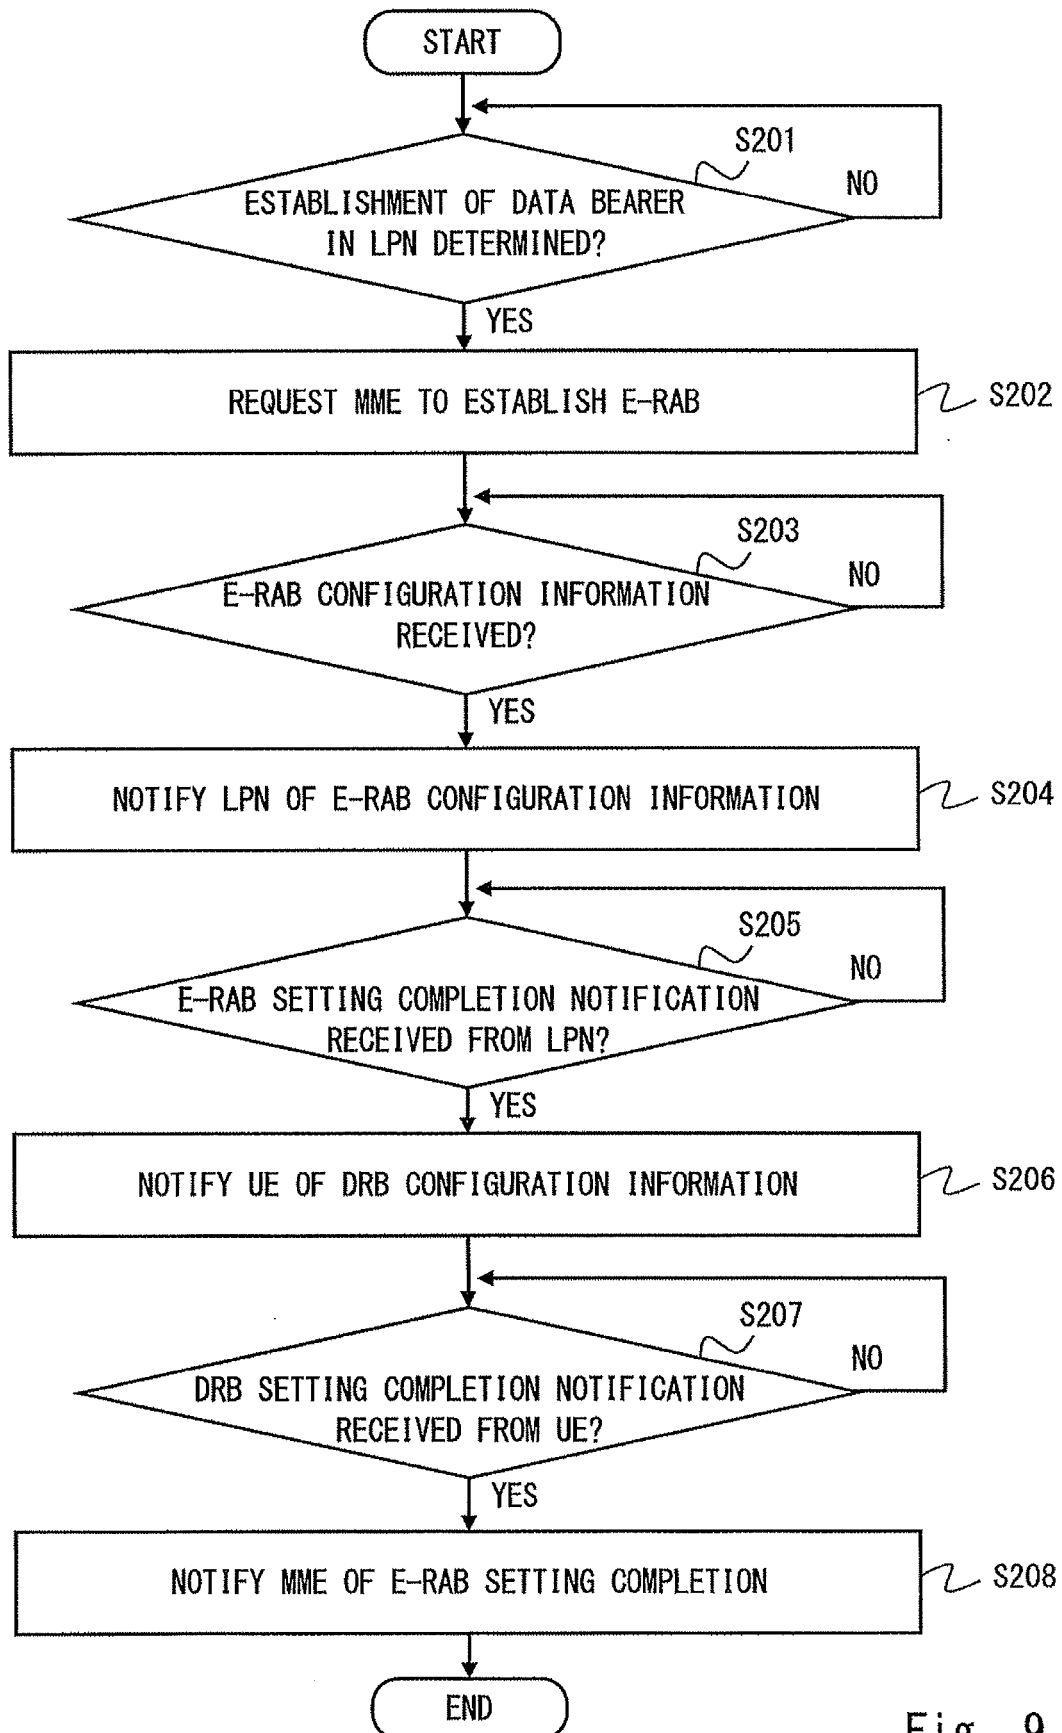 START
S201
NO
ESTABLISHMENT OF DATA BEARER
IN LPN DETERMINED?
YES
REQUEST MME TO ESTABLISH E-RAB
S202
S203
NO
E-RAB CONFIGURATION INFORMATION
RECEIVED?
YES
NOTIFY LPN OF E-RAB CONFIGURATION INFORMATION
S204
S205
NO
E-RAB SETTING COMPLETION NOTIFICATION
RECEIVED FROM LPN?
YES
NOTIFY UE OF DRB CONFIGURATION INFORMATION
S206
S207
NO
DRB SETTING COMPLETION NOTIFICATION
RECEIVED FROM UE?
YES
NOTIFY MME OF E-RAB SETTING COMPLETION
S208
END
Fig. 9